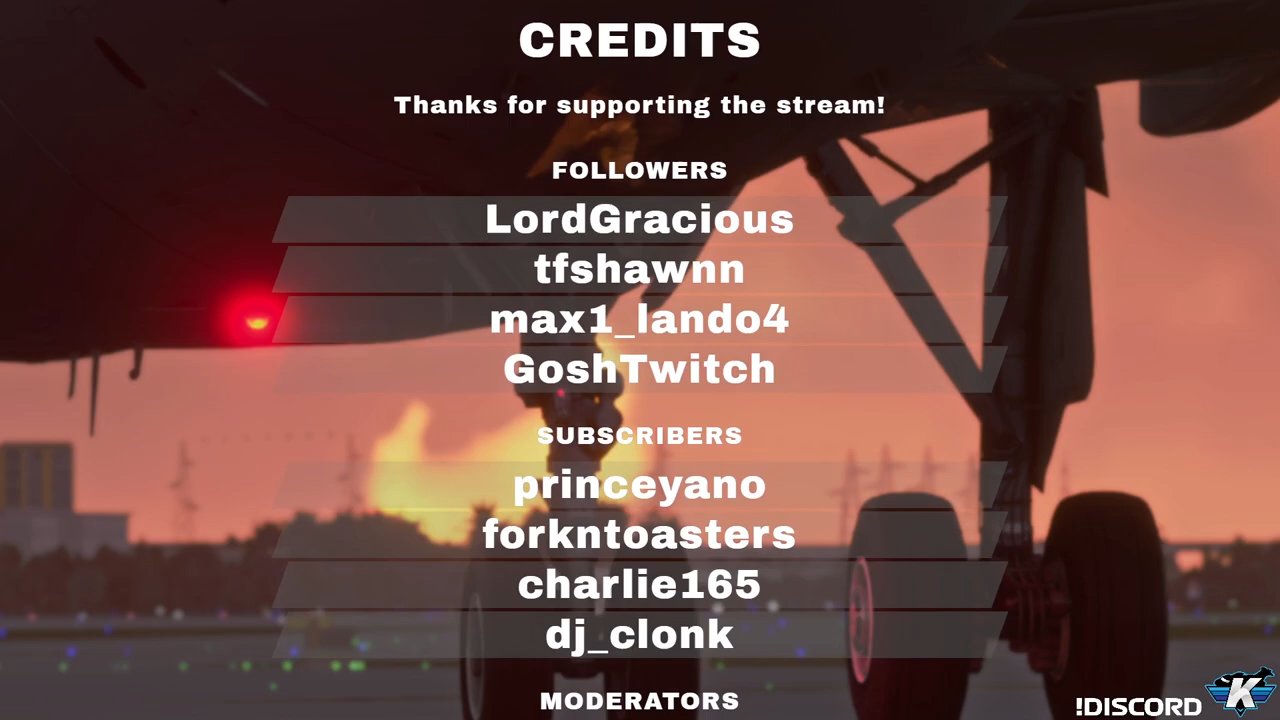 CREDITS
Thanks for supporting the stream!
FOLLOWERS
LordGracious
tfshawnn
max1_lando4
GoshTwitch
SUBSCRIBERS
princeyano
forkntoasters
charlie165
dj_clonk
MODERATORS
!DISCORD
K